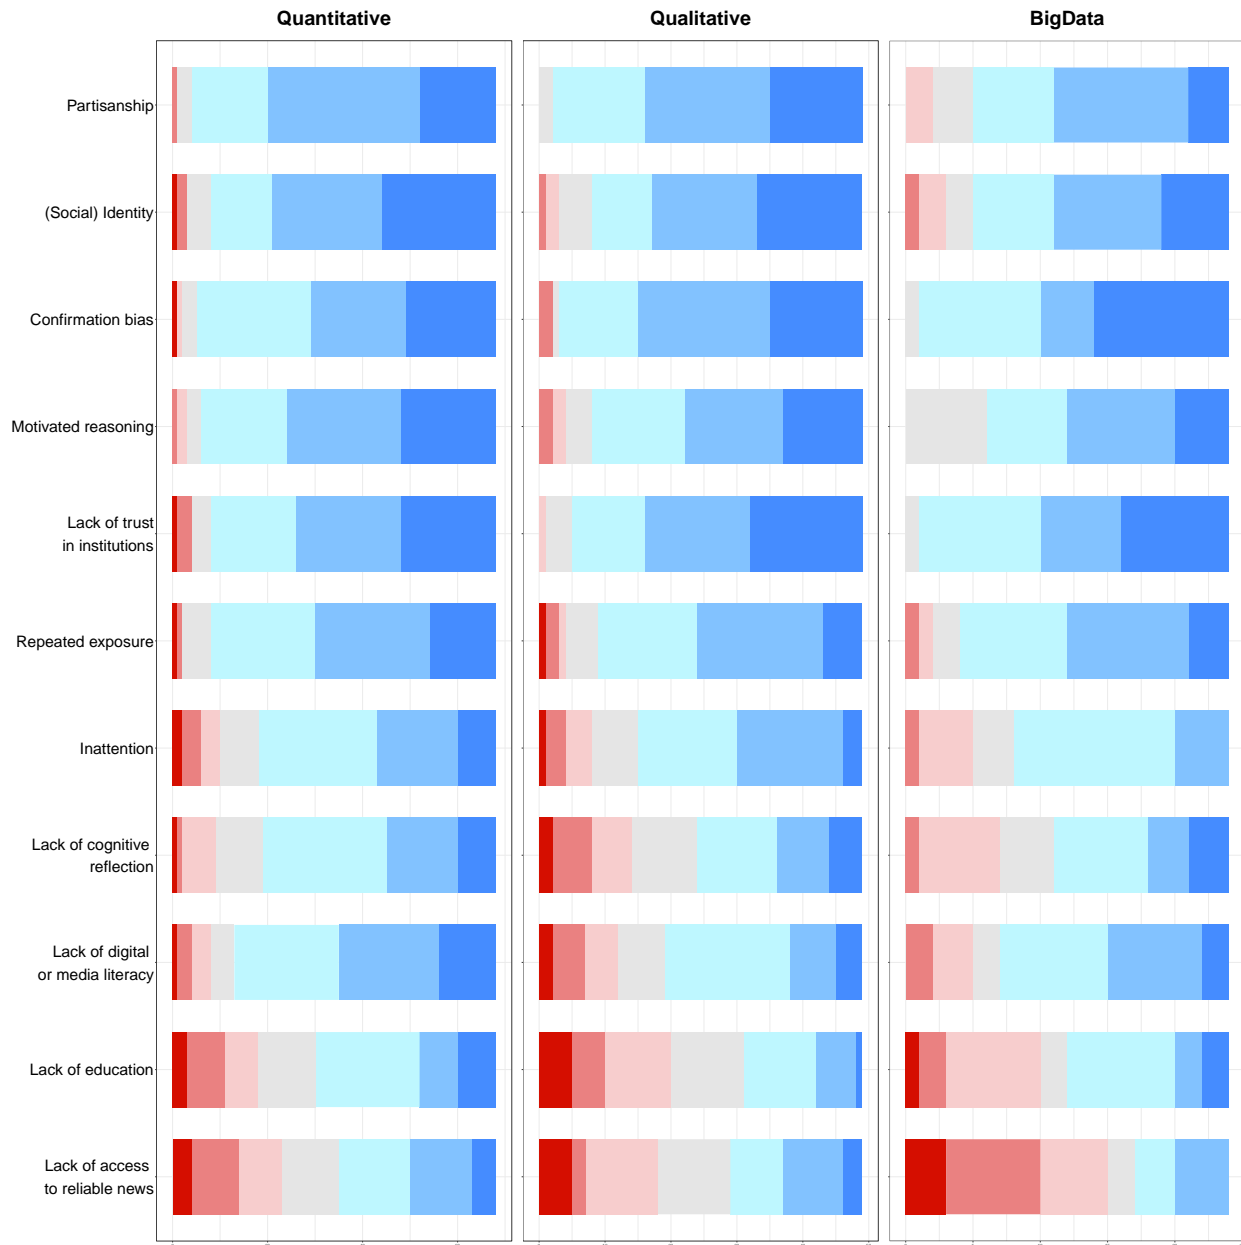 Quantitative
Qualitative
BigData
Partisanship
(Social) Identity
Confirmation bias
Motivated reasoning
Lack of trust
in institutions
Repeated exposure
Inattention
Lack of cognitive
reflection
Lack of digital
or media literacy
Lack of education
Lack of access
to reliable news